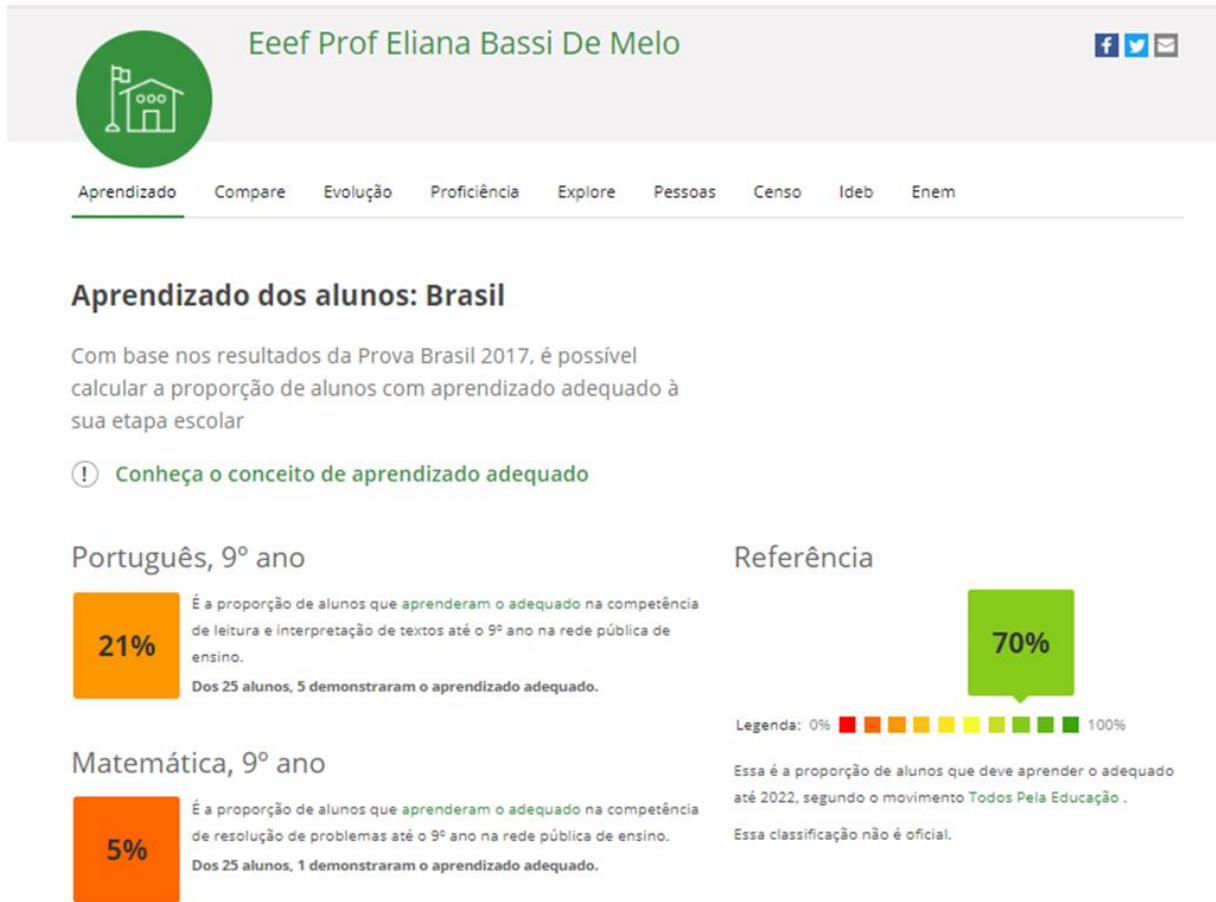 Eeef Prof Eliana Bassi De Melo
Aprendizado Compare Evolução Proficiência Explore Pessoas Censo Ideb Enem
Aprendizado dos alunos: Brasil
Com base nos resultados da Prova Brasil 2017, é possível
calcular a proporção de alunos com aprendizado adequado à
sua etapa escolar
! Conheça o conceito de aprendizado adequado
Português, 9º ano
21%
É a proporção de alunos que aprenderam o adequado na competência
de leitura e interpretação de textos até o 9º ano na rede pública de
ensino.
Dos 25 alunos, 5 demonstraram o aprendizado adequado.
Matemática, 9º ano
5%
É a proporção de alunos que aprenderam o adequado na competência
de resolução de problemas até o 9º ano na rede pública de ensino.
Dos 25 alunos, 1 demonstraram o aprendizado adequado.
Referência
70%
Legenda: 0% 100%
Essa é a proporção de alunos que deve aprender o adequado
até 2022, segundo o movimento Todos Pela Educação .
Essa classificação não é oficial.